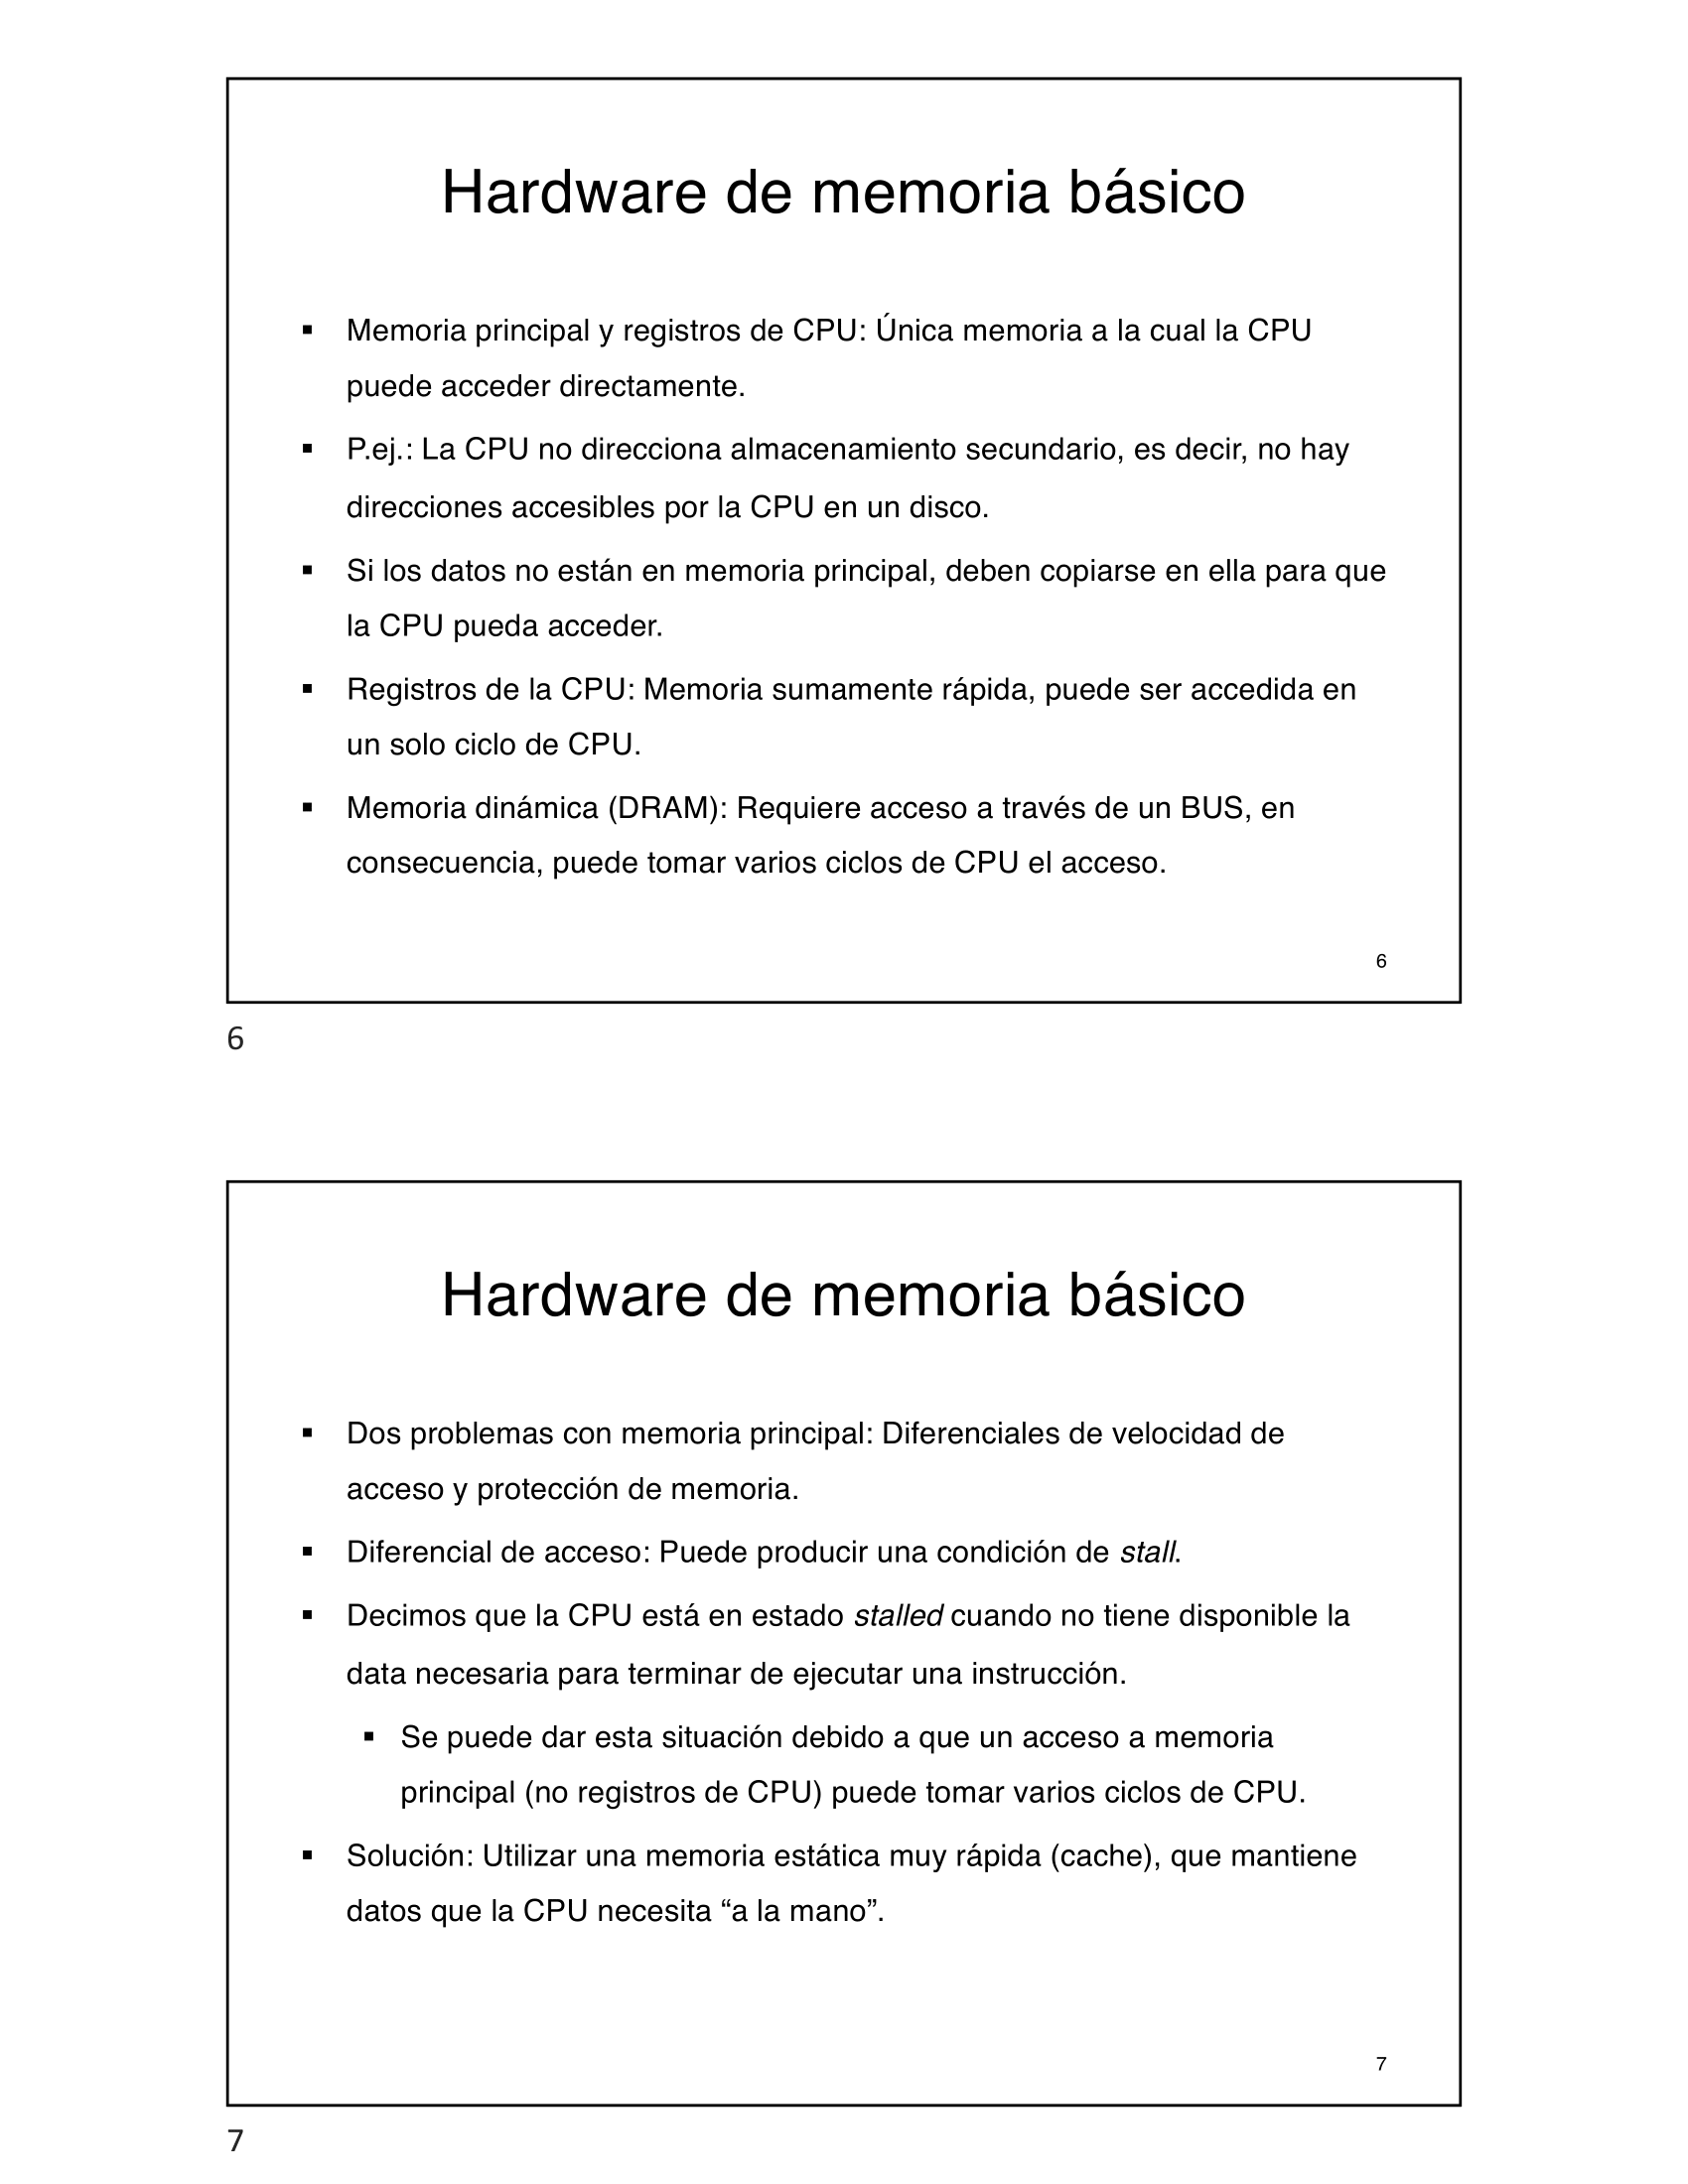 Hardware de memoria básico
▪ Memoria principal y registros de CPU: Única memoria a la cual la CPU
puede acceder directamente.
▪ P.ej.: La CPU no direcciona almacenamiento secundario, es decir, no hay
direcciones accesibles por la CPU en un disco.
▪ Si los datos no están en memoria principal, deben copiarse en ella para que
la CPU pueda acceder.
▪ Registros de la CPU: Memoria sumamente rápida, puede ser accedida en
un solo ciclo de CPU.
▪ Memoria dinámica (DRAM): Requiere acceso a través de un BUS, en
consecuencia, puede tomar varios ciclos de CPU el acceso.
6
6
Hardware de memoria básico
▪ Dos problemas con memoria principal: Diferenciales de velocidad de
acceso y protección de memoria.
▪ Diferencial de acceso: Puede producir una condición de stall.
▪ Decimos que la CPU está en estado stalled cuando no tiene disponible la
data necesaria para terminar de ejecutar una instrucción.
▪ Se puede dar esta situación debido a que un acceso a memoria
principal (no registros de CPU) puede tomar varios ciclos de CPU.
▪ Solución: Utilizar una memoria estática muy rápida (cache), que mantiene
datos que la CPU necesita “a la mano”.
7
7